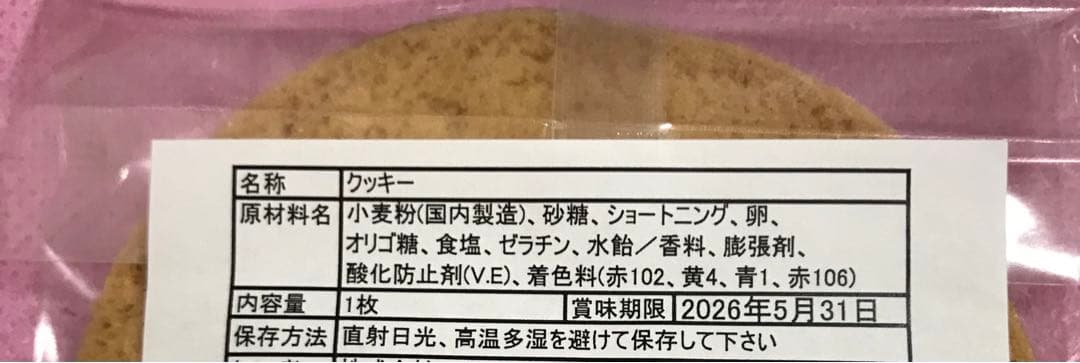 名称 クッキー
原材料名 小麦粉(国内製造)、砂糖、ショートニング、卵、
オリゴ糖、食塩、ゼラチン、水飴／香料、膨張剤、
酸化防止剤(V.E)、着色料(赤102、黄4、青1、赤106)
内容量 1枚 賞味期限 2026年5月31日
保存方法 直射日光、高温多湿を避けて保存して下さい